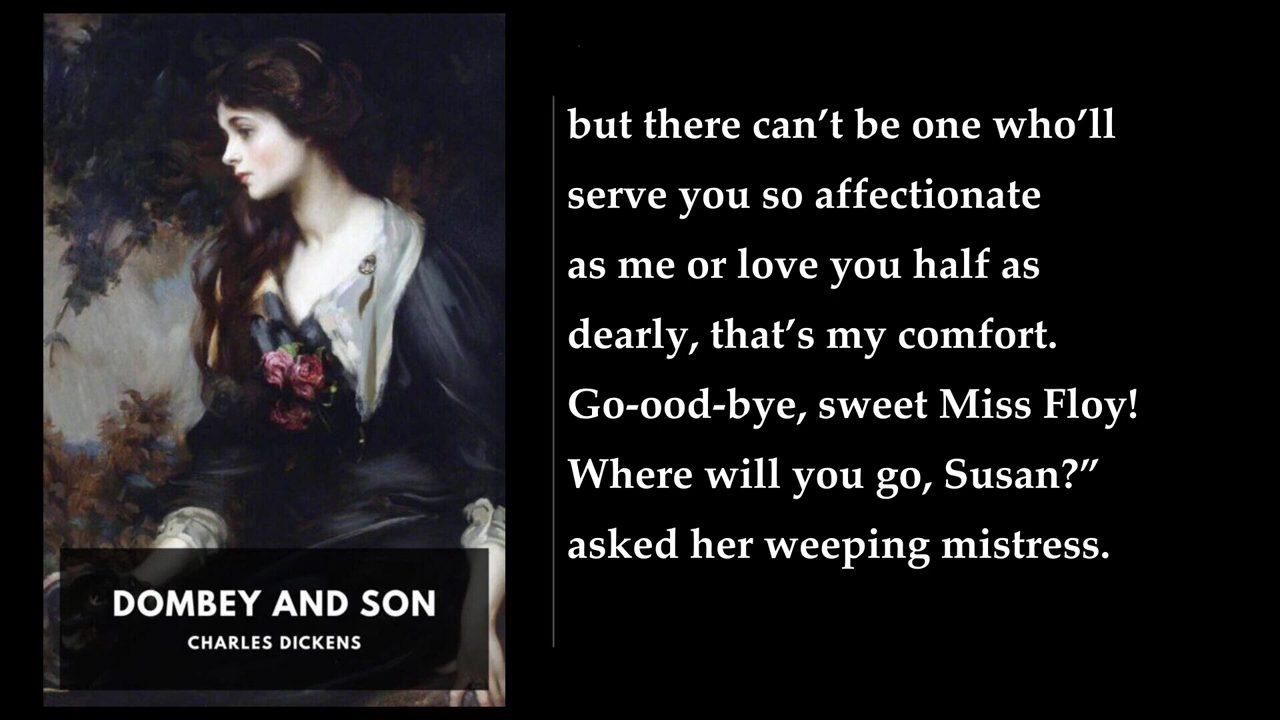 DOMBEY AND SON
CHARLES DICKENS
but there can’t be one who’ll
serve you so affectionate
as me or love you half as
dearly, that’s my comfort.
Go-ood-bye, sweet Miss Floy!
Where will you go, Susan?”
asked her weeping mistress.